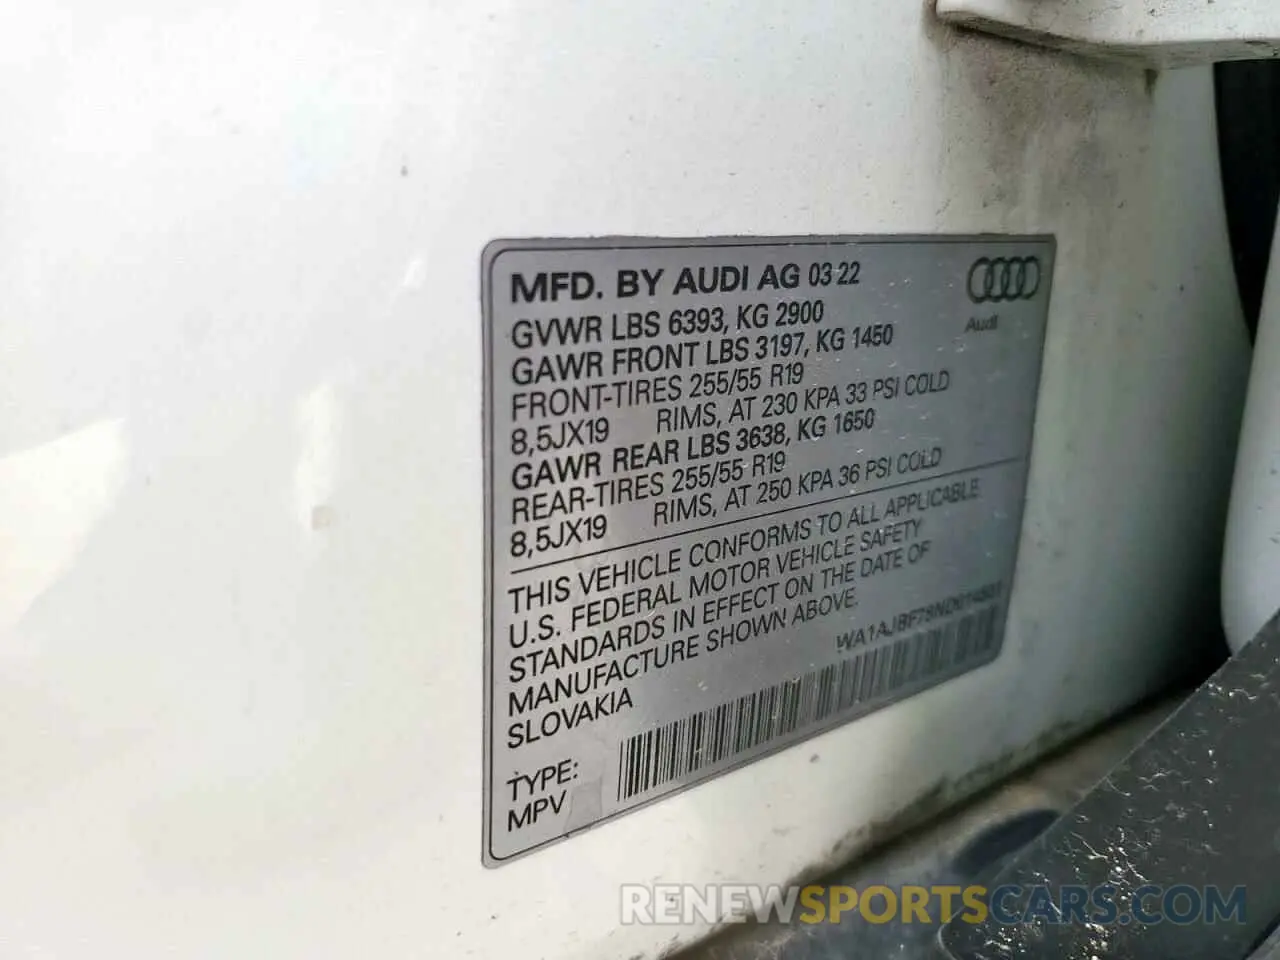 MFD. BY AUDI AG 03 22
Audi
GVWR LBS 6393, KG 2900
GAWR FRONT LBS 3197, KG 1450
FRONT-TIRES 255/55 R19
8,5JX19 RIMS, AT 230 KPA 33 PSI COLD
GAWR REAR LBS 3638, KG 1650
REAR-TIRES 255/55 R19
8,5JX19 RIMS, AT 250 KPA 36 PSI COLD
THIS VEHICLE CONFORMS TO ALL APPLICABLE
U.S. FEDERAL MOTOR VEHICLE SAFETY
STANDARDS IN EFFECT ON THE DATE OF
MANUFACTURE SHOWN ABOVE.
SLOVAKIA
TYPE:
MPV
RENEWSPORTSCARS.COM